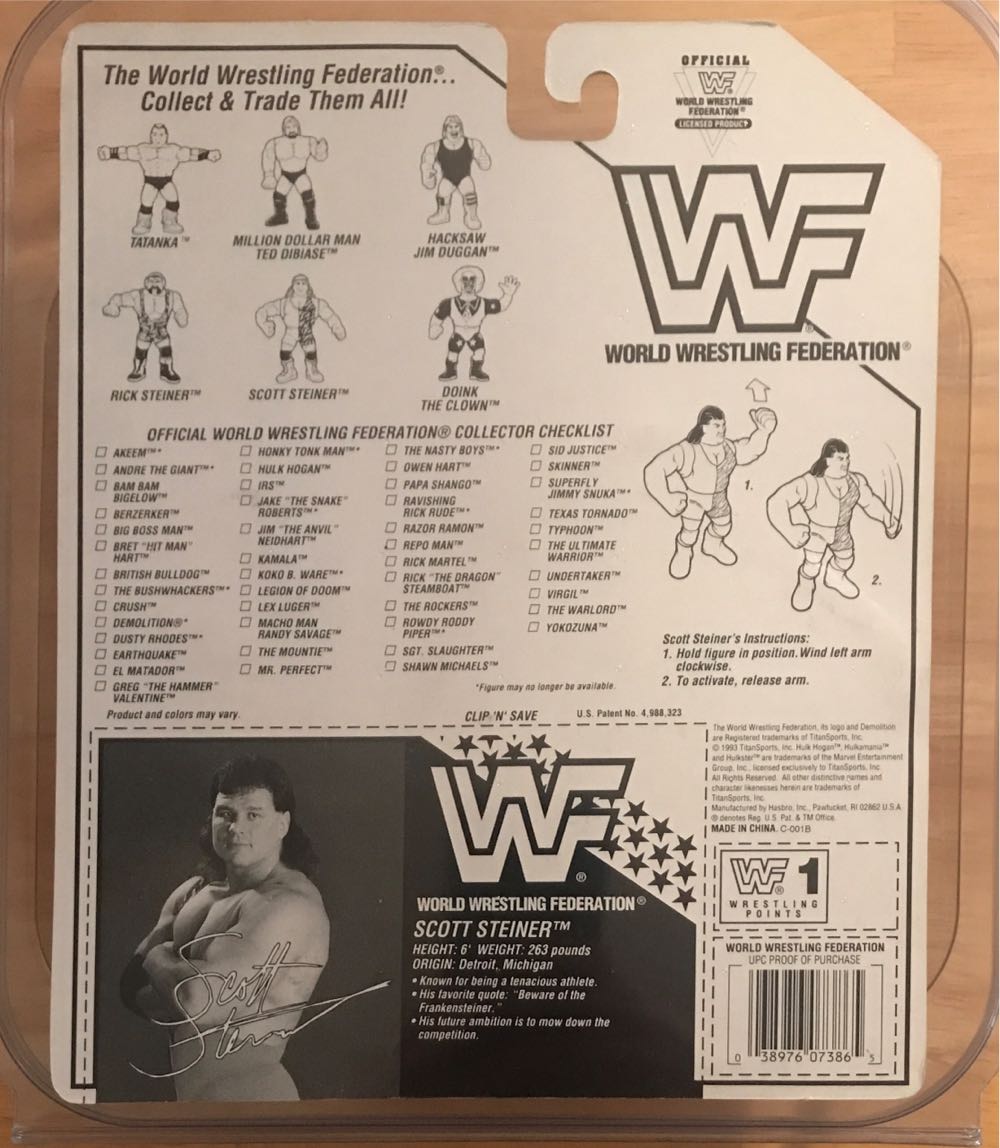 The World Wrestling Federation®...
Collect & Trade Them All!
OFFICIAL
WF
WORLD WRESTLING
FEDERATION®
LICENSED PRODUCT
TATANKA™
MILLION DOLLAR MAN
TED DIBIASE™
HACKSAW
JIM DUGGAN™
RICK STEINER™
SCOTT STEINER™
DOINK
THE CLOWN™
WF®
WORLD WRESTLING FEDERATION®
OFFICIAL WORLD WRESTLING FEDERATION® COLLECTOR CHECKLIST
AKEEM™*
ANDRE THE GIANT™*
BAM BAM
BIGELOW™
BERZERKER™
BIG BOSS MAN™
BRET "HIT MAN"
HART™
BRITISH BULLDOG™
THE BUSHWHACKERS™*
CRUSH™
DEMOLITION®*
DUSTY RHODES™*
EARTHQUAKE™
EL MATADOR™
GREG "THE HAMMER"
VALENTINE™
HONKY TONK MAN™*
HULK HOGAN™
IRS™
JAKE "THE SNAKE"
ROBERTS™*
JIM "THE ANVIL"
NEIDHART™
KAMALA™
KOKO B. WARE™*
LEGION OF DOOM™
LEX LUGER™
MACHO MAN
RANDY SAVAGE™
THE MOUNTIE™
MR. PERFECT™
THE NASTY BOYS™*
OWEN HART™
PAPA SHANGO™
RAVISHING
RICK RUDE™*
RAZOR RAMON™
REPO MAN™
RICK MARTEL™
RICK "THE DRAGON"
STEAMBOAT™
THE ROCKERS™
ROWDY RODDY
PIPER™*
SGT. SLAUGHTER™
SHAWN MICHAELS™
SID JUSTICE™
SKINNER™
SUPERFLY
JIMMY SNUKA™*
TEXAS TORNADO™
TYPHOON™
THE ULTIMATE
WARRIOR™
UNDERTAKER™
VIRGIL™
THE WARLORD™
YOKOZUNA™
*Figure may no longer be available.
1.
2.
Scott Steiner's Instructions:
1. Hold figure in position. Wind left arm
clockwise.
2. To activate, release arm.
Product and colors may vary.
CLIP 'N' SAVE
U.S. Patent No. 4,988,323
Scott
Steiner
WF®
WORLD WRESTLING FEDERATION®
SCOTT STEINER™
HEIGHT: 6' WEIGHT: 263 pounds
ORIGIN: Detroit, Michigan
• Known for being a tenacious athlete.
• His favorite quote: "Beware of the
Frankensteiner."
• His future ambition is to mow down the
competition.
The World Wrestling Federation, its logo and Demolition
are Registered trademarks of TitanSports, Inc.
© 1993 TitanSports, Inc. Hulk Hogan™, Hulkamania™
and Hulkster™ are trademarks of the Marvel Entertainment
Group, Inc., licensed exclusively to TitanSports, Inc.
All Rights Reserved. All other distinctive names and
character likenesses herein are trademarks of
TitanSports, Inc.
Manufactured by Hasbro, Inc., Pawtucket, RI 02862 U.S.A.
® denotes Reg. U.S. Pat. & TM Office.
MADE IN CHINA. C-001B
WF® 1
WRESTLING
POINTS
WORLD WRESTLING FEDERATION
UPC PROOF OF PURCHASE
0 38976 07386 5